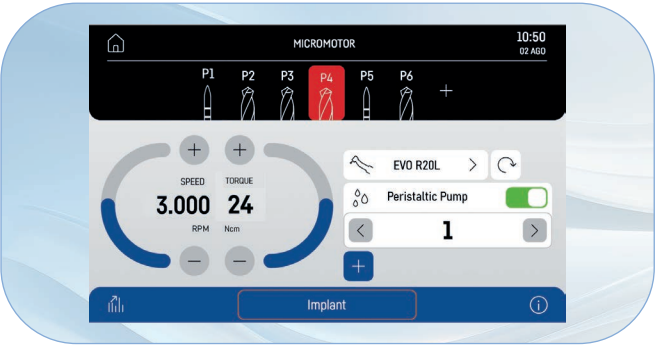 MICROMOTOR
10:50
02 AGO
P1 P2 P3 P4 P5 P6
EVO R20L
SPEED TORQUE
Peristaltic Pump
3.000 24
RPM Ncm
1
Implant